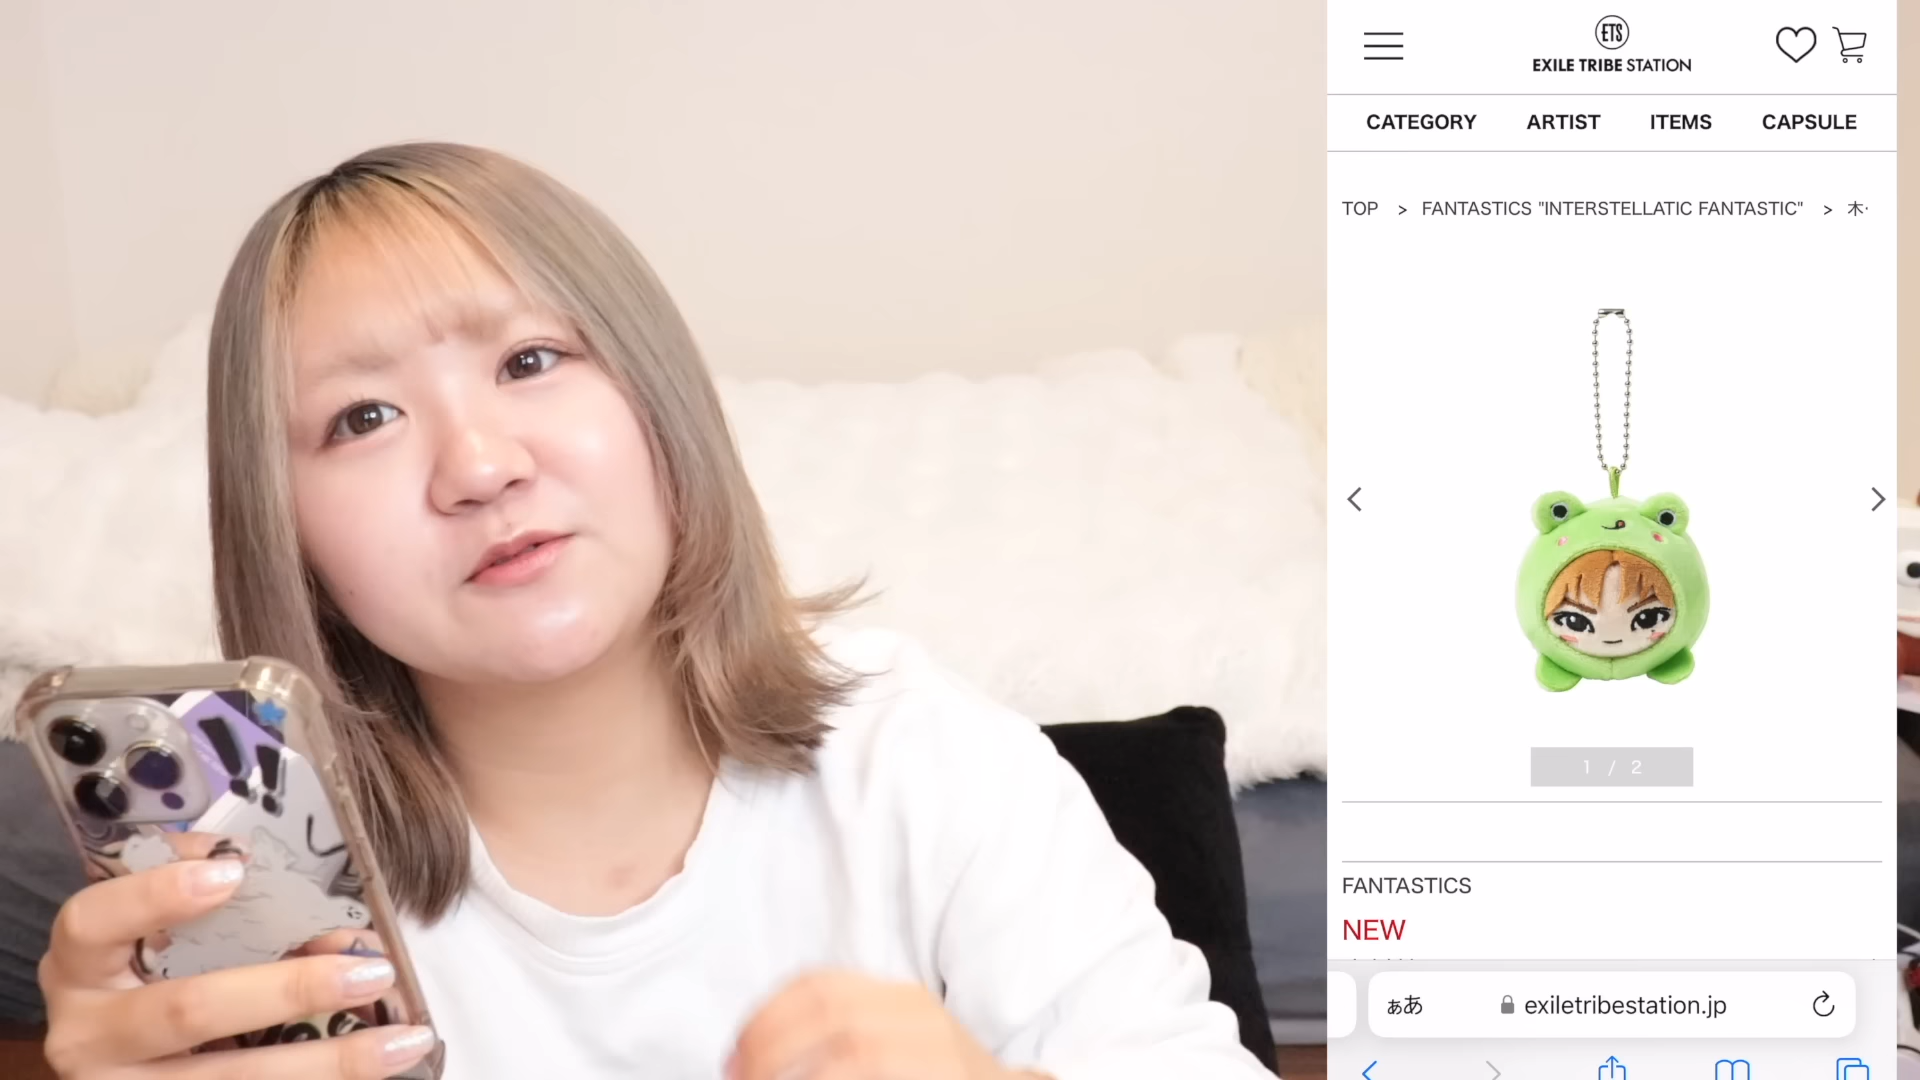 ETS
EXILE TRIBE STATION
CATEGORY ARTIST ITEMS CAPSULE
TOP > FANTASTICS "INTERSTELLATIC FANTASTIC" > 木
1 / 2
FANTASTICS
NEW
ぁあ exiletribestation.jp